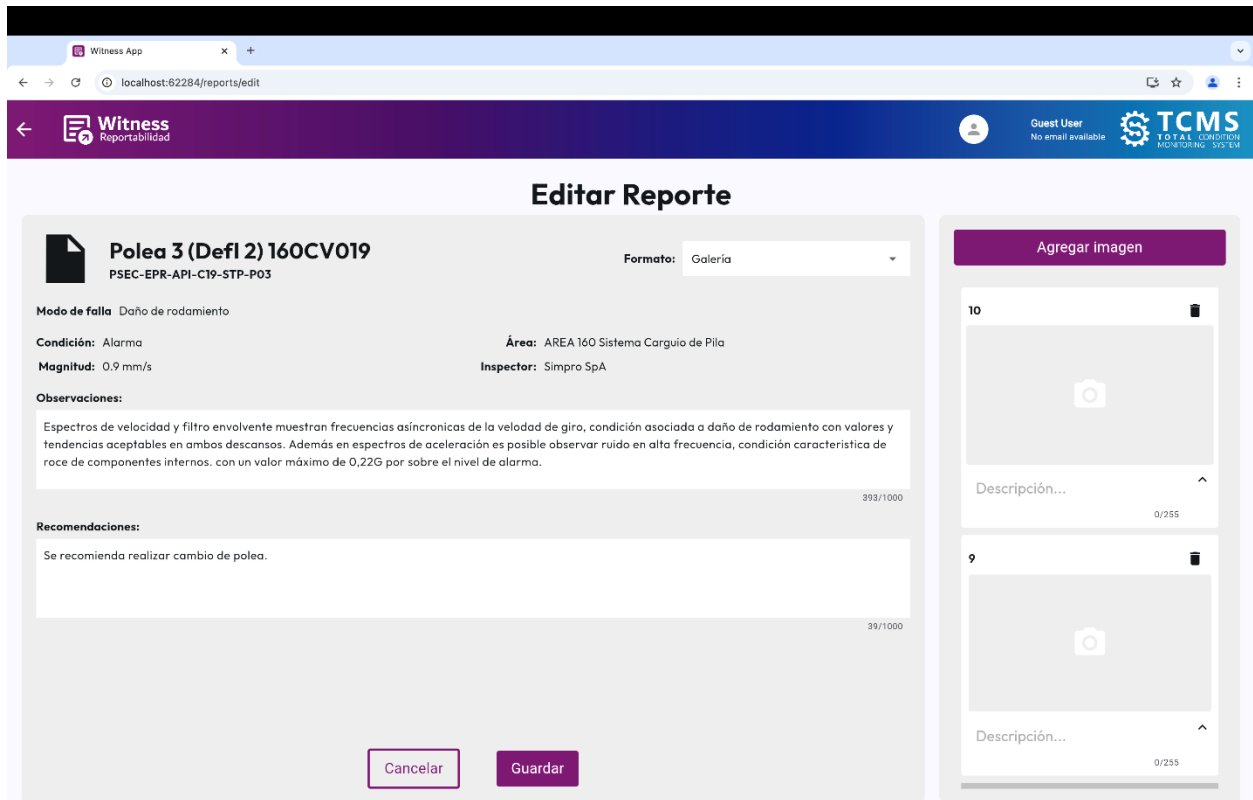 Witness App
localhost:62284/reports/edit
Witness
Reportabilidad
Guest User
No email available
TCMS
TOTAL CONDITION
MONITORING SYSTEM
Editar Reporte
Polea 3 (Defl 2) 160CV019
PSEC-EPR-API-C19-STP-P03
Formato: Galería
Modo de falla Daño de rodamiento
Condición: Alarma
Área: AREA 160 Sistema Carguio de Pila
Magnitud: 0.9 mm/s
Inspector: Simpro SpA
Observaciones:
Espectros de velocidad y filtro envolvente muestran frecuencias asíncronicas de la velodad de giro, condición asociada a daño de rodamiento con valores y
tendencias aceptables en ambos descansos. Además en espectros de aceleración es posible observar ruido en alta frecuencia, condición caracteristica de
roce de componentes internos. con un valor máximo de 0,22G por sobre el nivel de alarma.
393/1000
Recomendaciones:
Se recomienda realizar cambio de polea.
39/1000
Cancelar
Guardar
Agregar imagen
10
Descripción...
0/255
9
Descripción...
0/255